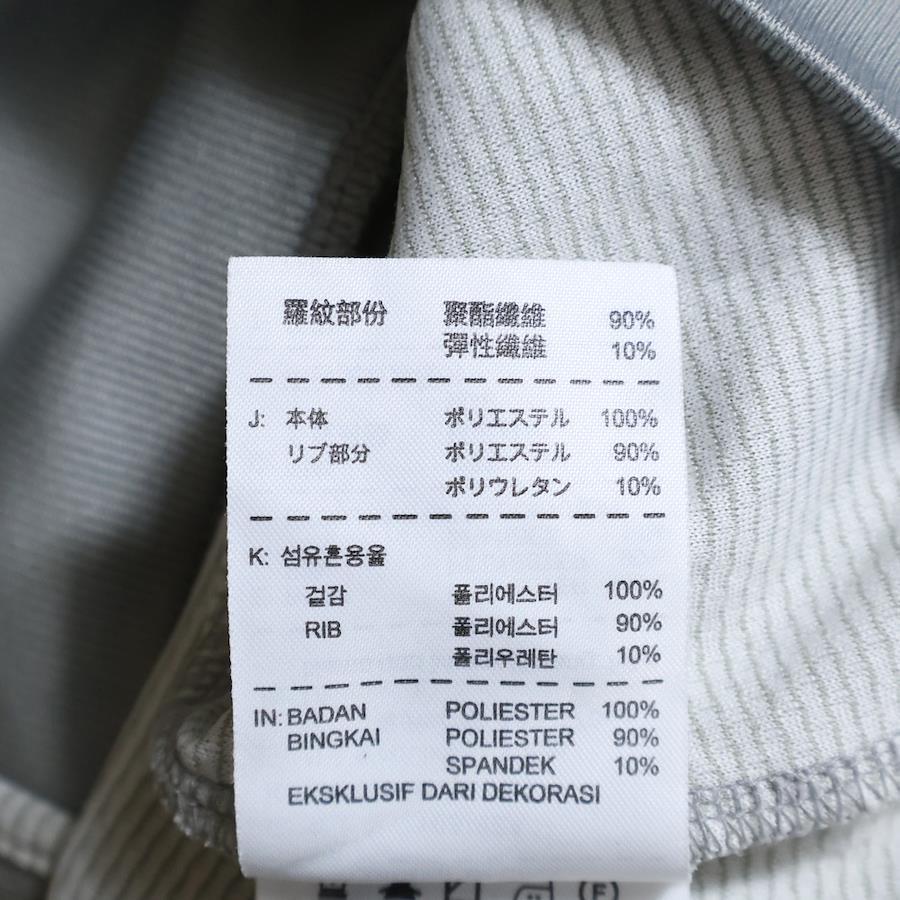 羅紋部份 聚酯纖維 90%
彈性纖維 10%
J: 本体 ポリエステル 100%
リブ部分 ポリエステル 90%
ポリウレタン 10%
K: 섬유혼용율
겉감 폴리에스터 100%
RIB 폴리에스터 90%
폴리우레탄 10%
IN: BADAN POLIESTER 100%
BINGKAI POLIESTER 90%
SPANDEK 10%
EKSKLUSIF DARI DEKORASI